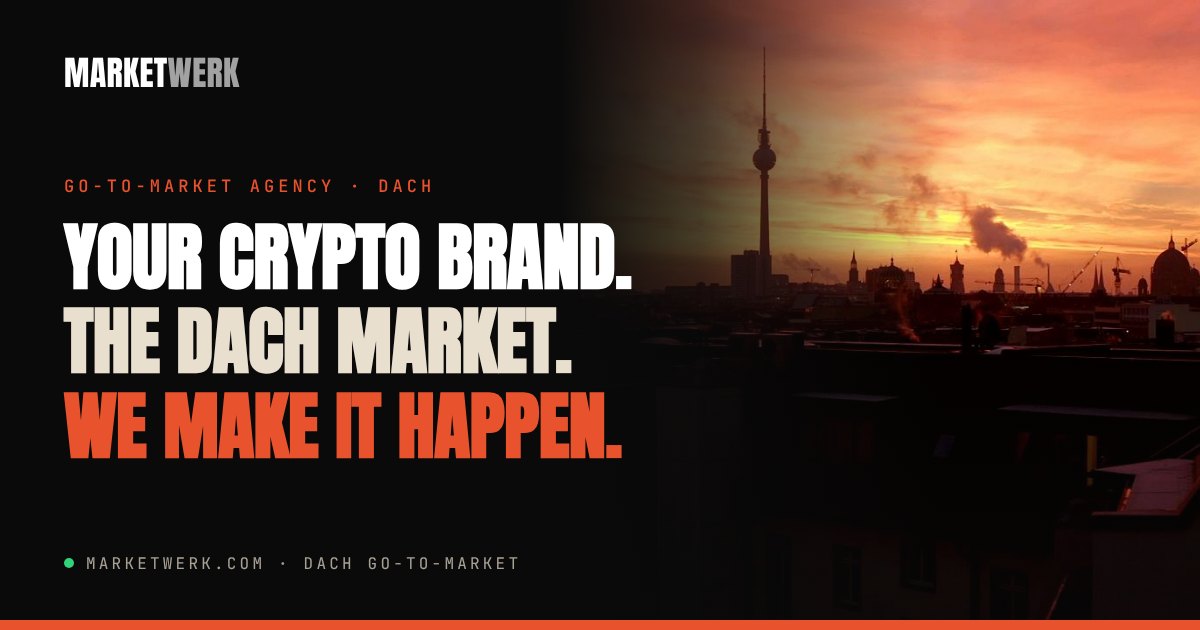 MARKETWERK
GO-TO-MARKET AGENCY · DACH
YOUR CRYPTO BRAND.
THE DACH MARKET.
WE MAKE IT HAPPEN.
MARKETWERK.COM · DACH GO-TO-MARKET